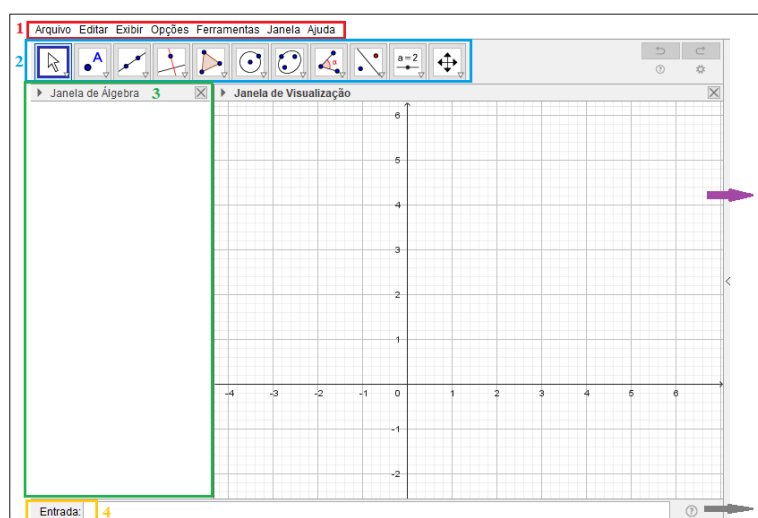 1 Arquivo Editar Exibir Opções Ferramentas Janela Ajuda
2 A α a = 2
Janela de Álgebra 3 Janela de Visualização
6
5
4
3
2
1
-4 -3 -2 -1 0 1 2 3 4 5 6
-1
-2
Entrada: 4